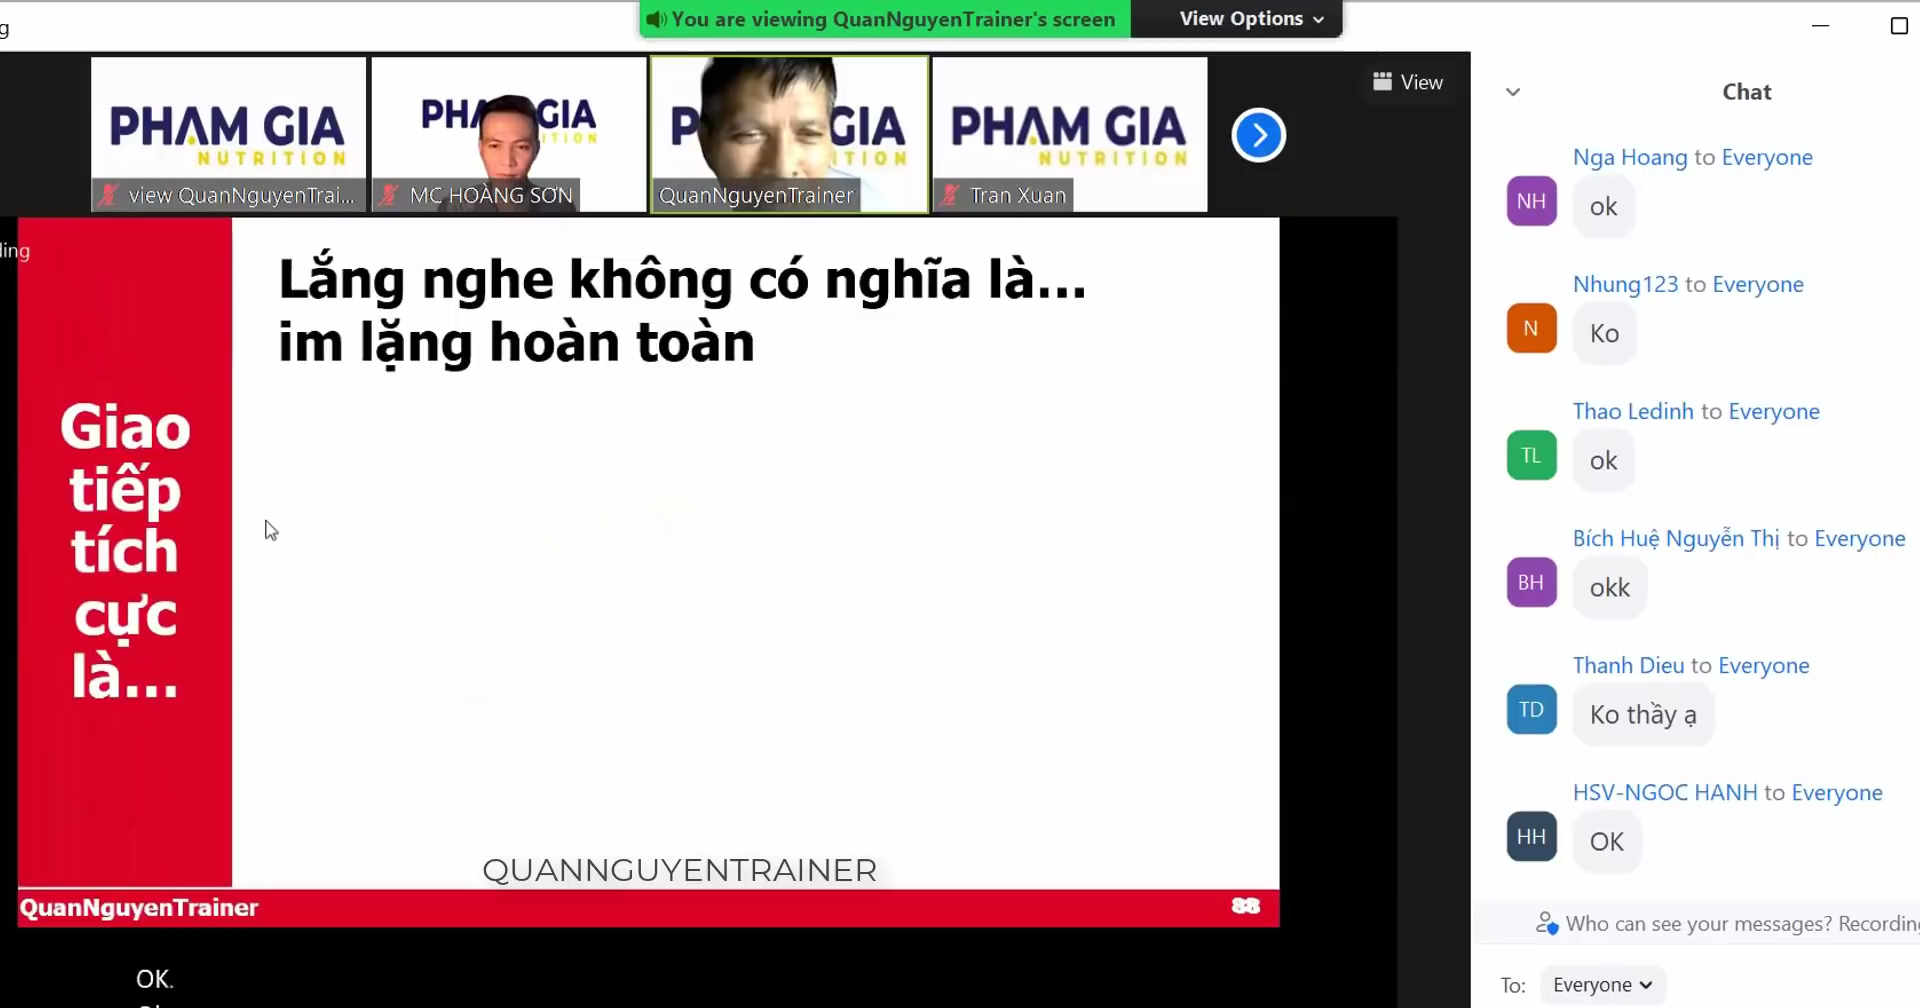 You are viewing QuanNguyenTrainer's screen
View Options
g
PHAM GIA
NUTRITION
view QuanNguyenTrai...
MC HOÀNG SƠN
QuanNguyenTrainer
PHAM GIA
NUTRITION
Tran Xuan
View
ding
Lắng nghe không có nghĩa là...
im lặng hoàn toàn
Giao
tiếp
tích
cực
là...
QUANNGUYENTRAINER
QuanNguyenTrainer
OK.
Chat
Nga Hoang to Everyone
NH
ok
Nhung123 to Everyone
N
Ko
Thao Ledinh to Everyone
TL
ok
Bích Huệ Nguyễn Thị to Everyone
BH
okk
Thanh Dieu to Everyone
TD
Ko thầy ạ
HSV-NGOC HANH to Everyone
HH
OK
Who can see your messages? Recording
To: Everyone